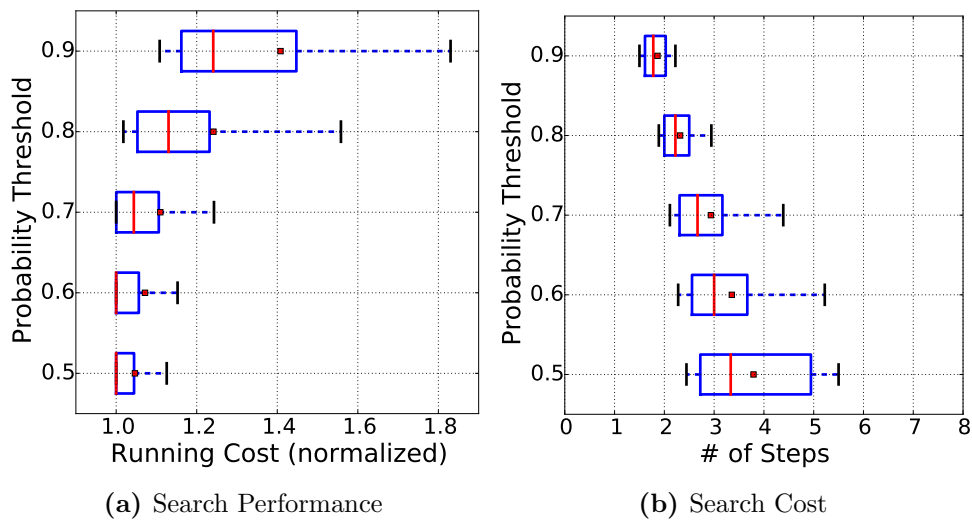 Probability Threshold
0.9
0.8
0.7
0.6
0.5
1.0 1.2 1.4 1.6 1.8
Running Cost (normalized)
(a) Search Performance
Probability Threshold
0.9
0.8
0.7
0.6
0.5
0 1 2 3 4 5 6 7 8
# of Steps
(b) Search Cost